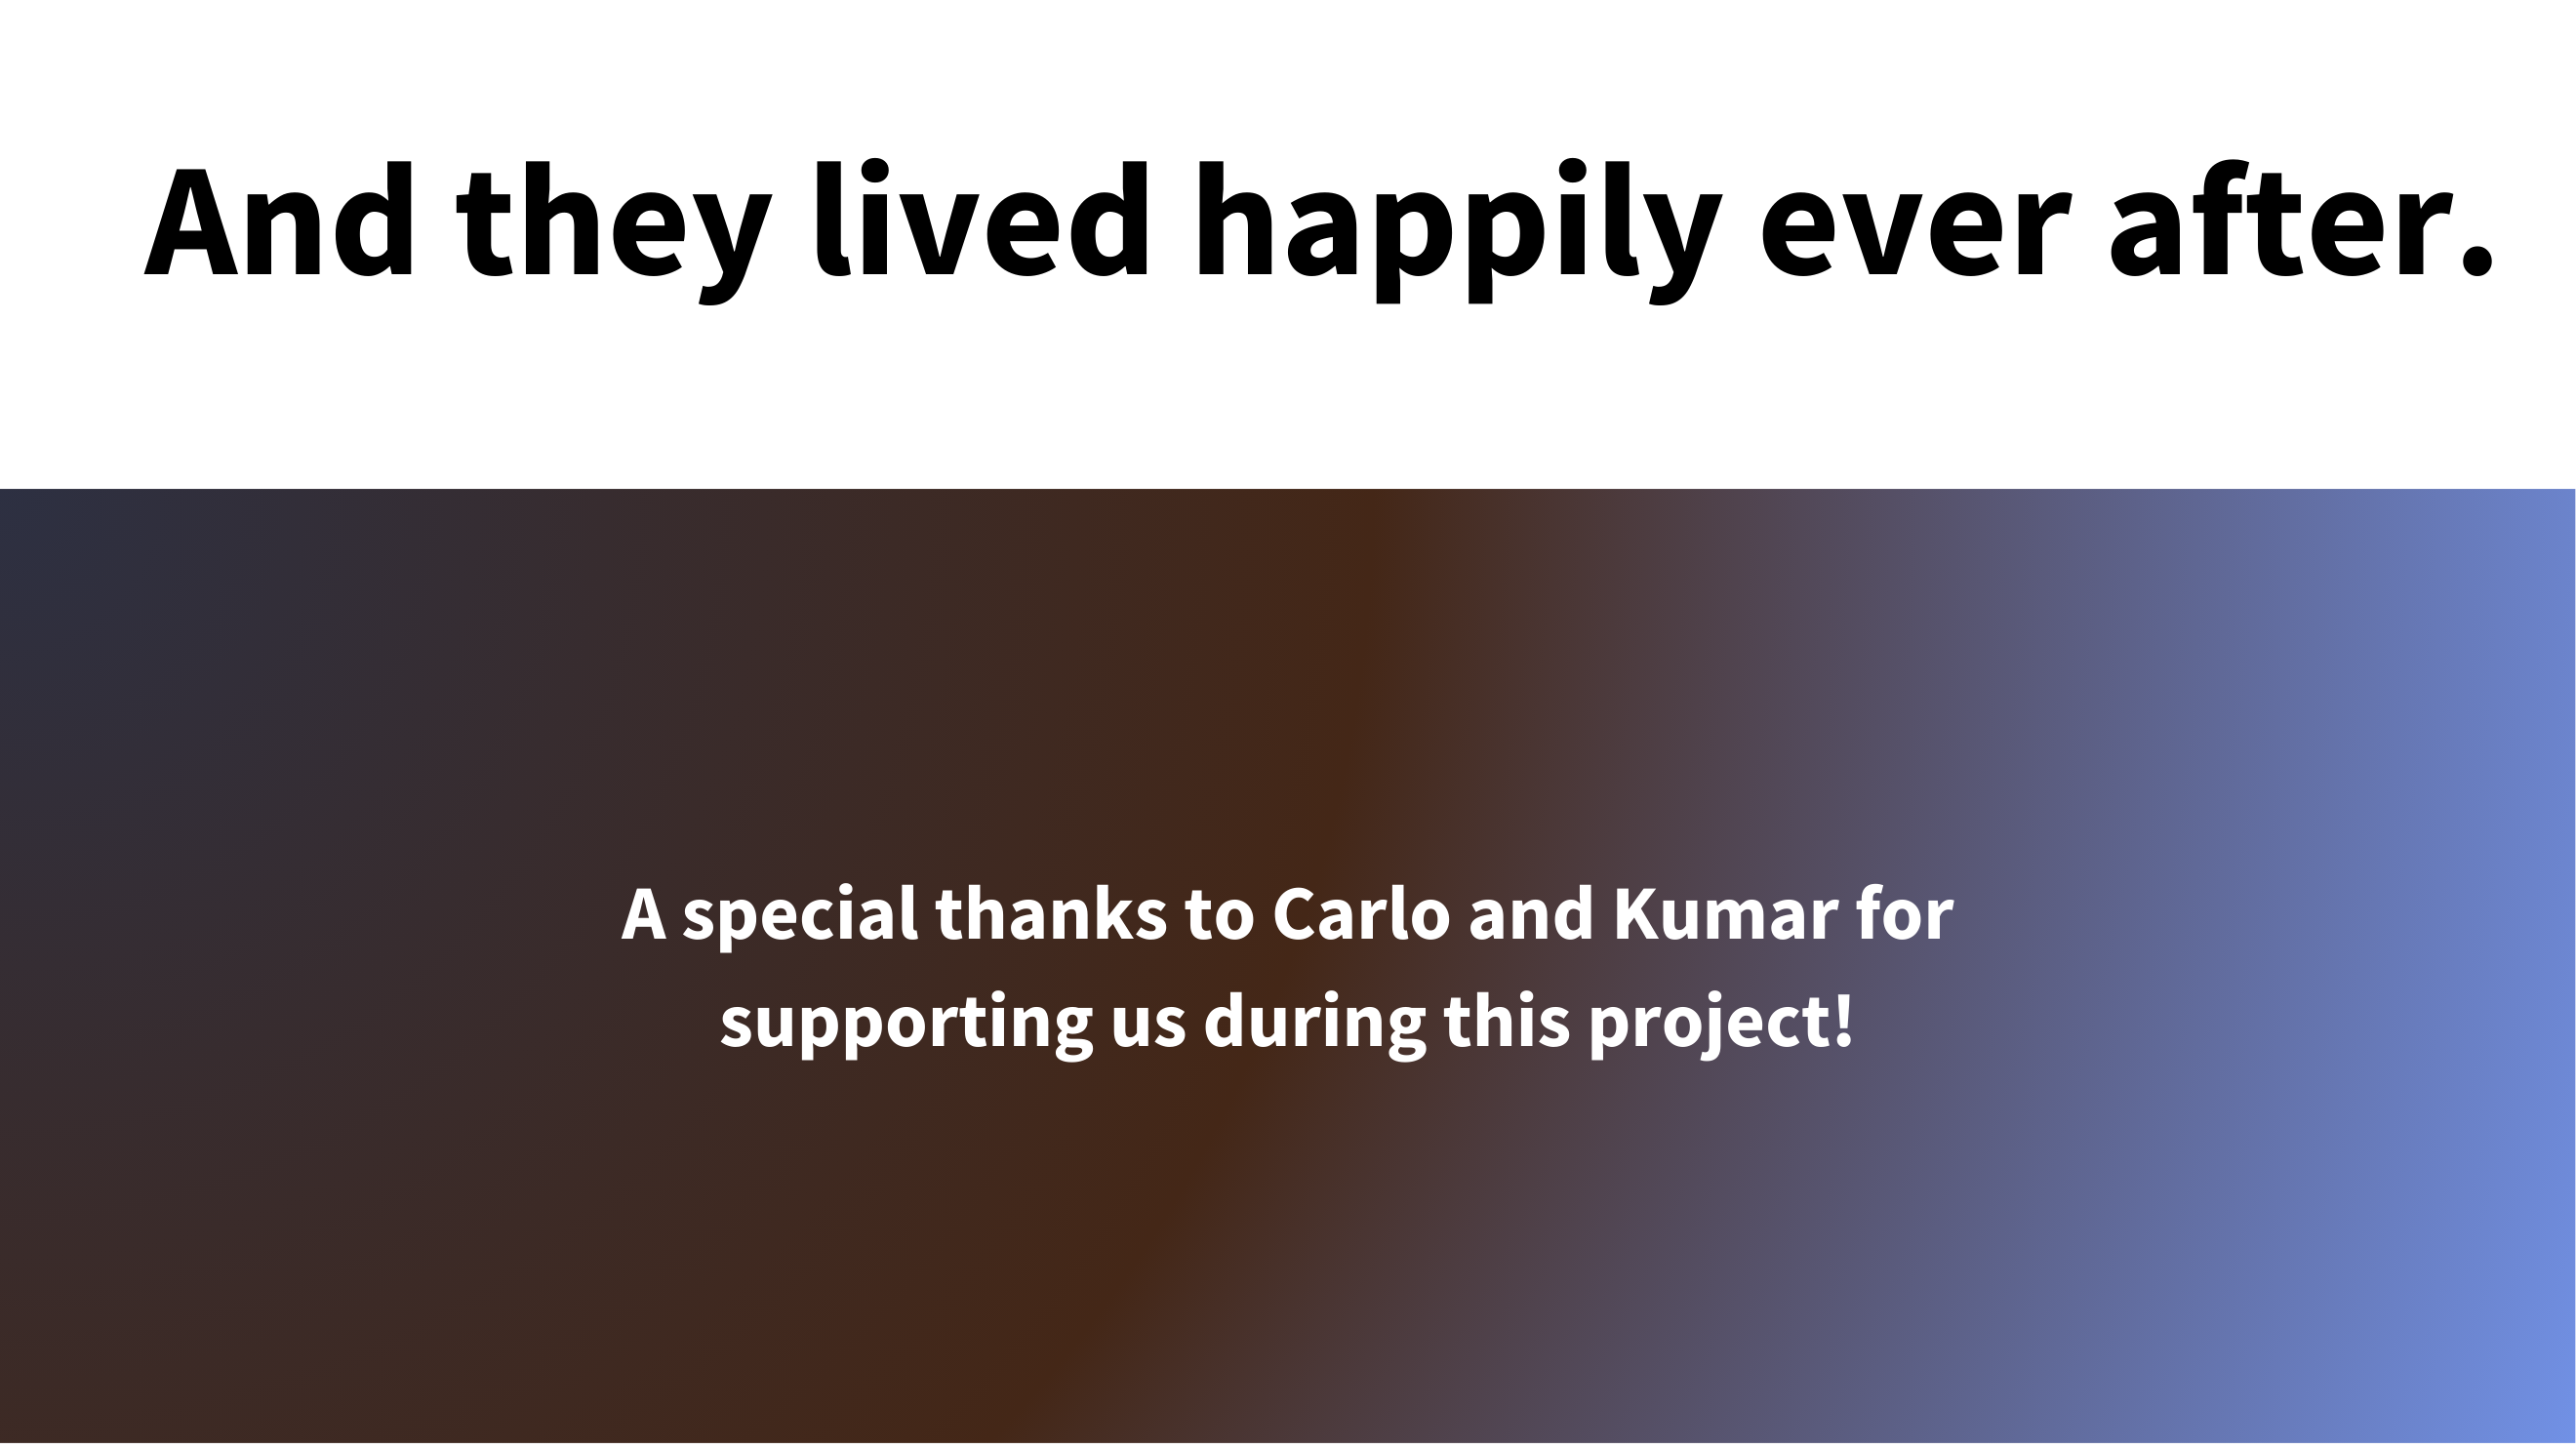 And they lived happily ever after.
A special thanks to Carlo and Kumar for
supporting us during this project!